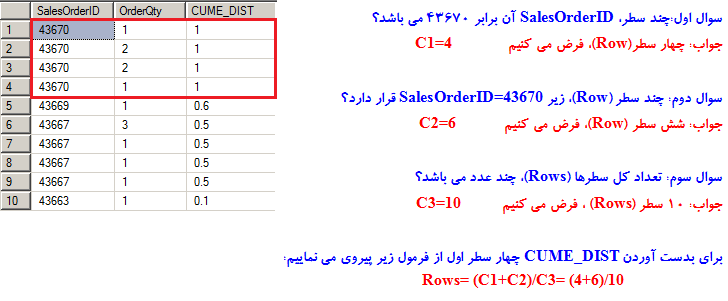 SalesOrderID OrderQty CUME_DIST
1 43670 1 1
2 43670 2 1
3 43670 2 1
4 43670 1 1
5 43669 1 0.6
6 43667 3 0.5
7 43667 1 0.5
8 43667 1 0.5
9 43667 1 0.5
10 43663 1 0.1
سوال اول:چند سطر، SalesOrderID آن برابر ۴۳۶۷۰ می باشد؟
جواب: چهار سطر(Row)، فرض می کنیم C1=4
سوال دوم: چند سطر (Row)، زیر SalesOrderID=43670 قرار دارد؟
جواب: شش سطر (Row)، فرض می کنیم C2=6
سوال سوم: تعداد کل سطرها (Rows)، چند عدد می باشد؟
جواب: ۱۰ سطر (Rows) ، فرض می کنیم C3=10
برای بدست آوردن CUME_DIST چهار سطر اول از فرمول زیر پیروی می نماییم:
Rows= (C1+C2)/C3= (4+6)/10